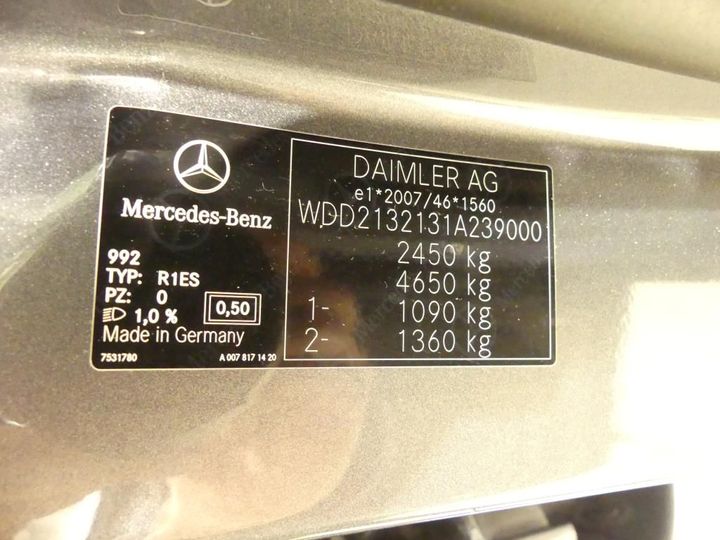 Mercedes-Benz
992
TYP: R1ES
PZ: 0
1,0 %
0,50
Made in Germany
7531780
A 007 817 14 20
DAIMLER AG
e1*2007/46*1560
WDD2132131A239000
2450 kg
4650 kg
1- 1090 kg
2- 1360 kg